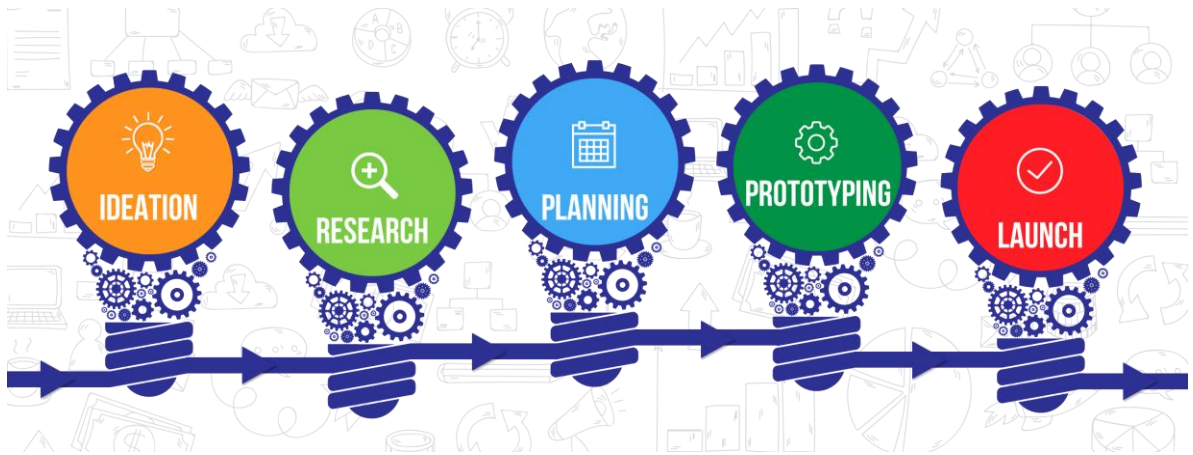 IDEATION
RESEARCH
PLANNING
PROTOTYPING
LAUNCH